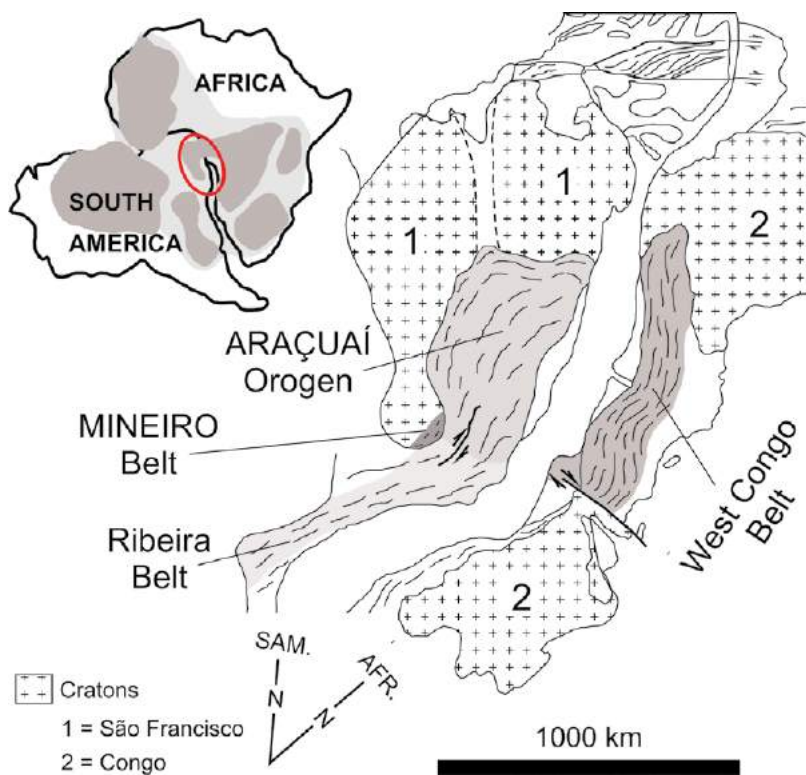 AFRICA
SOUTH
AMERICA
1
1
2
ARAÇUAÍ
Orogen
MINEIRO
Belt
Ribeira
Belt
West Congo
Belt
2
SAM.
N
AFR.
N
Cratons
1 = São Francisco
2 = Congo
1000 km